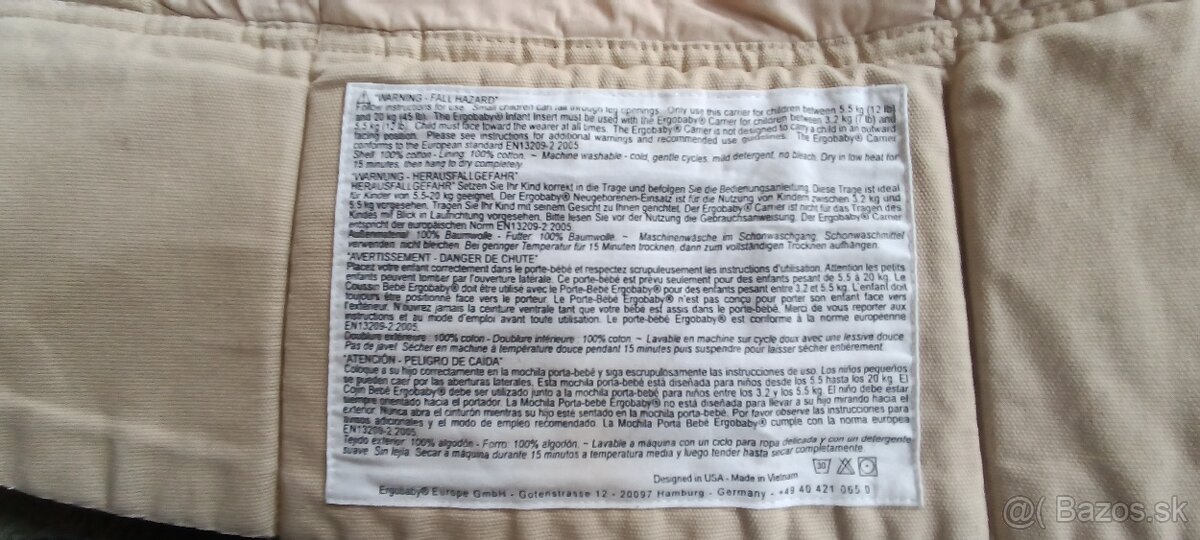 "WARNING - FALL HAZARD"
Follow instructions for use. Small children can fall through leg openings. Only use this carrier for children between 5.5 kg (12 lb)
and 20 kg (45 lb). The Ergobaby® Infant Insert must be used with the Ergobaby® Carrier for children between 3.2 kg (7 lb) and
5.5 kg (12 lb). Child must face toward the wearer at all times. The Ergobaby® Carrier is not designed to carry a child in an outward
facing position. Please see instructions for additional warnings and recommended use guidelines. The Ergobaby® Carrier
conforms to the European standard EN13209-2 2005.
Shell: 100% cotton - Lining: 100% cotton. ~ Machine washable - cold, gentle cycles, mild detergent, no bleach. Dry in low heat for
15 minutes, then hang to dry completely.
"WARNUNG - HERAUSFALLGEFAHR"
HERAUSFALLGEFAHR" Setzen Sie Ihr Kind korrekt in die Trage und befolgen Sie die Bedienungsanleitung. Diese Trage ist ideal
für Kinder von 5.5-20 kg geeignet. Der Ergobaby® Neugeborenen-Einsatz ist für die Nutzung von Kindern zwischen 3.2 kg und
5.5 kg vorgesehen. Tragen Sie Ihr Kind mit seinem Gesicht zu Ihnen gerichtet. Der Ergobaby® Carrier ist nicht für das Tragen des
Kindes mit Blick in Laufrichtung vorgesehen. Bitte lesen Sie vor der Nutzung die Gebrauchsanweisung. Der Ergobaby® Carrier
entspricht der europäischen Norm EN13209-2 2005.
Außenmaterial: 100% Baumwolle - Futter: 100% Baumwolle. ~ Maschinenwäsche im Schonwaschgang. Schonwaschmittel
verwenden nicht bleichen. Bei geringer Temperatur für 15 Minuten trocknen, dann zum vollständigen Trocknen aufhängen.
"AVERTISSEMENT - DANGER DE CHUTE"
Placez votre enfant correctement dans le porte-bébé et respectez scrupuleusement les instructions d'utilisation. Attention les petits
enfants peuvent tomber par l'ouverture latérale. Ce porte-bébé est prévu seulement pour des enfants pesant de 5.5 à 20 kg. Le
Coussin Bebe Ergobaby® doit être utilisé avec le Porte-Bébé Ergobaby® pour des enfants pesant entre 3.2 et 5.5 kg. L'enfant doit
toujours être positionné face vers le porteur. Le Porte-Bébé Ergobaby® n'est pas conçu pour porter son enfant face vers
l'extérieur. N'ouvrez jamais la ceinture ventrale tant que votre bébé est assis dans le porte-bébé. Merci de vous reporter aux
instructions et au mode d'emploi avant toute utilisation. Le porte-bébé Ergobaby® est conforme à la norme européenne
EN13209-2 2005.
Doublure extérieure: 100% coton - Doublure intérieure: 100% coton ~ Lavable en machine sur cycle doux avec une lessive douce
Pas de javel. Sécher en machine à température douce pendant 15 minutes puis suspendre pour laisser sécher entièrement.
"ATENCIÓN - PELIGRO DE CAÍDA"
Coloque a su hijo correctamente en la mochila porta-bebé y siga escrupulosamente las instrucciones de uso. Los niños pequeños
se pueden caer por las aberturas laterales. Esta mochila porta-bebé está diseñada para niños desde los 5.5 hasta los 20 kg. El
Cojín Bebé Ergobaby® debe ser utilizado junto a la mochila porta-bebé para niños entre los 3.2 y los 5.5 kg. El niño debe estar
siempre orientado hacia el portador. La Mochila Porta-Bebé Ergobaby® no está diseñada para llevar a su hijo mirando hacia el
exterior. Nunca abra el cinturón mientras su hijo esté sentado en la mochila porta-bebé. Por favor observe las instrucciones para
avisos adicionales y el modo de empleo recomendado. La Mochila Porta Bebé Ergobaby® cumple con la norma europea
EN13209-2 2005.
Tejido exterior: 100% algodón - Forro: 100% algodón. ~ Lavable a máquina con un ciclo para ropa delicada y con un detergente
suave. Sin lejía. Secar à máquina durante 15 minutos a temperatura media y luego tender hasta secar completamente.
30
Designed in USA - Made in Vietnam
Ergobaby® Europe GmbH - Gotenstrasse 12 - 20097 Hamburg - Germany - +49 40 421 065 0
@( Bazos.sk